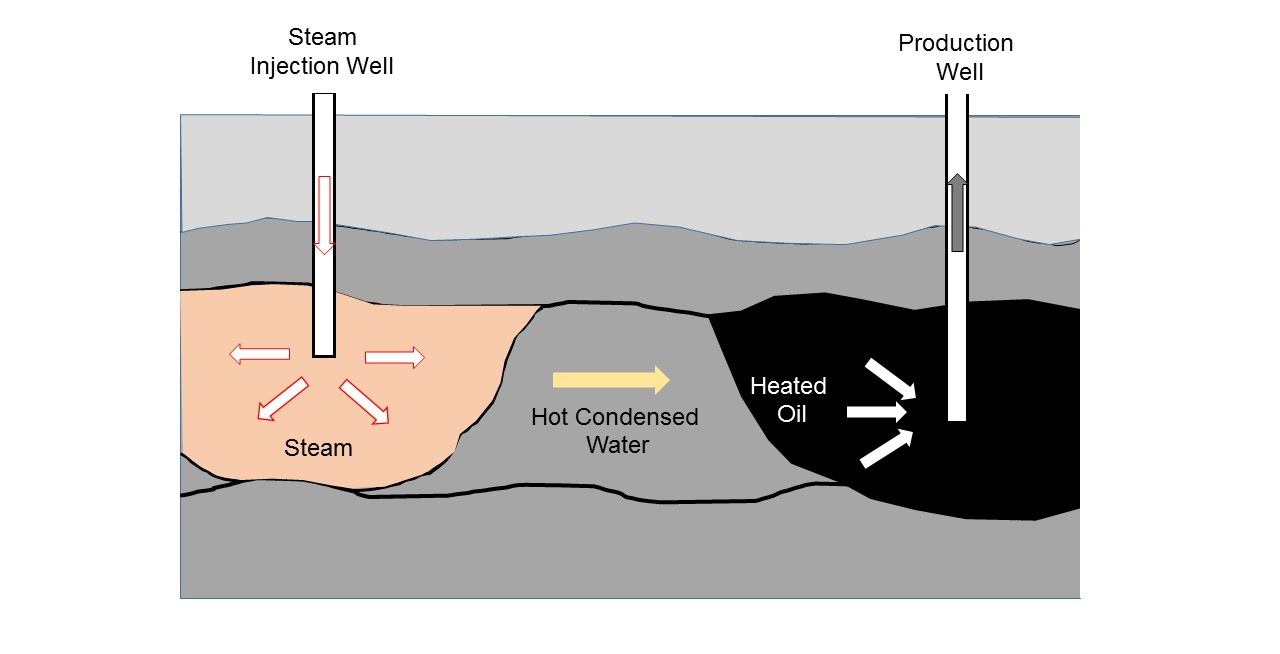 Steam
Injection Well
Production
Well
Heated
Oil
Hot Condensed
Water
Steam